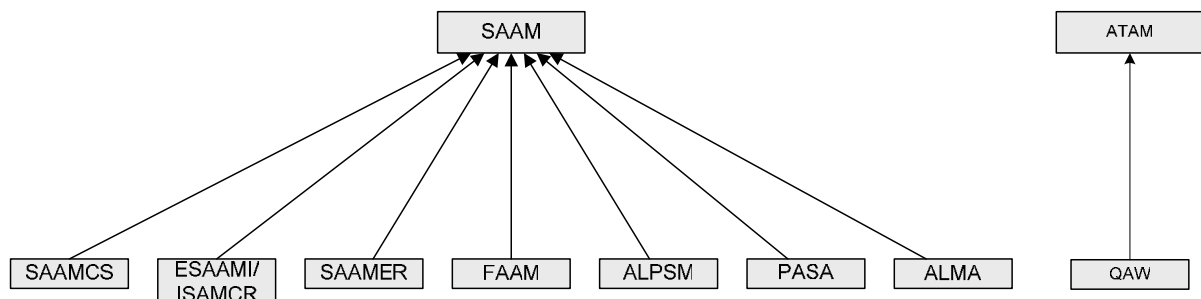 SAAM
ATAM
SAAMCS
ESAAMI/
ISAMCR
SAAMER
FAAM
ALPSM
PASA
ALMA
QAW